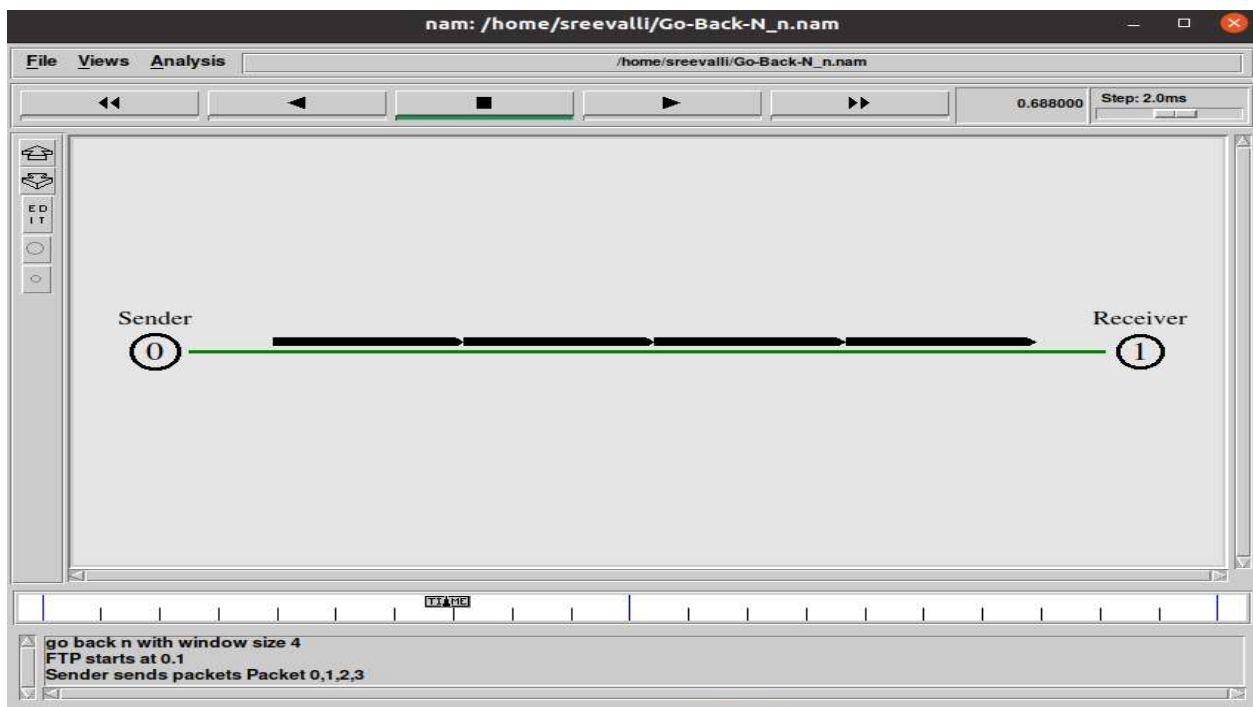 nam: /home/sreevalli/Go-Back-N_n.nam
File Views Analysis /home/sreevalli/Go-Back-N_n.nam
0.688000 Step: 2.0ms
ED
IT
Sender Receiver
0 1
TIME
go back n with window size 4
FTP starts at 0.1
Sender sends packets Packet 0,1,2,3